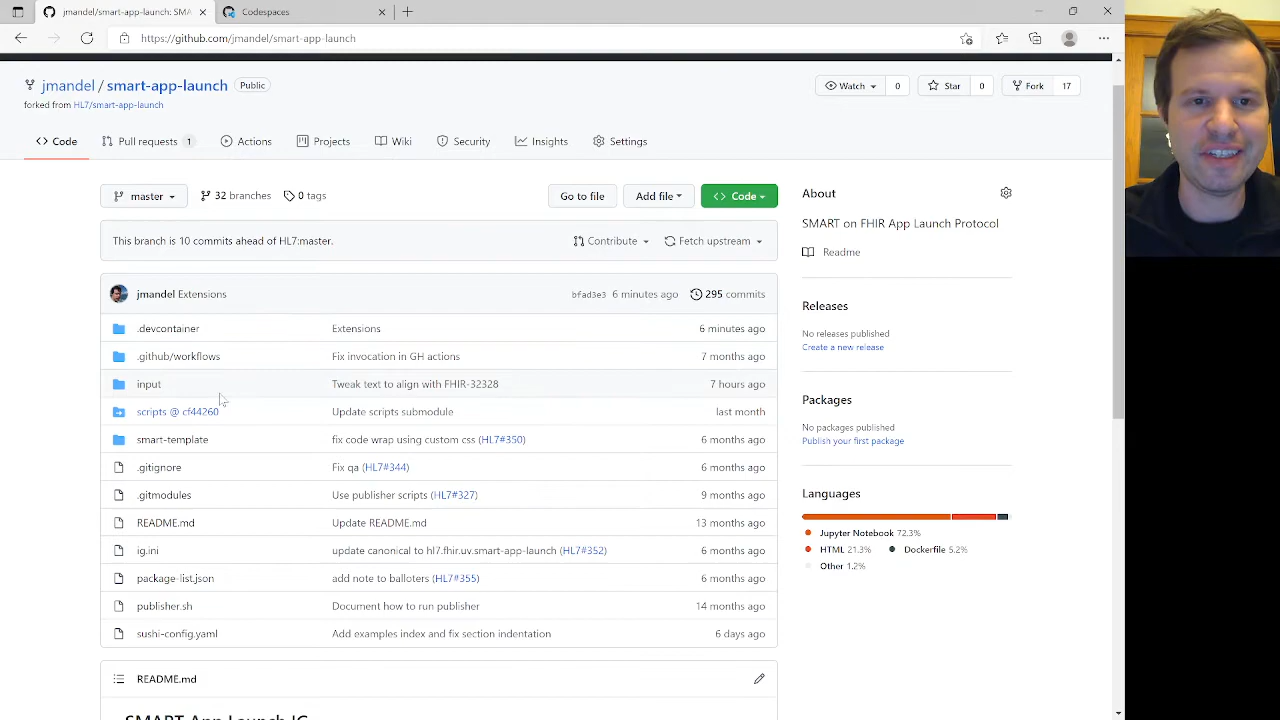 jmandel/smart-app-launch: SMA
Codespaces
https://github.com/jmandel/smart-app-launch
jmandel / smart-app-launch Public
forked from HL7/smart-app-launch
Watch 0
Star 0
Fork 17
Code
Pull requests 1
Actions
Projects
Wiki
Security
Insights
Settings
master
32 branches
0 tags
Go to file
Add file
Code
This branch is 10 commits ahead of HL7:master.
Contribute
Fetch upstream
jmandel Extensions bfad3e3 6 minutes ago 295 commits
.devcontainer Extensions 6 minutes ago
.github/workflows Fix invocation in GH actions 7 months ago
input Tweak text to align with FHIR-32328 7 hours ago
scripts @ cf44260 Update scripts submodule last month
smart-template fix code wrap using custom css (HL7#350) 6 months ago
.gitignore Fix qa (HL7#344) 6 months ago
.gitmodules Use publisher scripts (HL7#327) 9 months ago
README.md Update README.md 13 months ago
ig.ini update canonical to hl7.fhir.uv.smart-app-launch (HL7#352) 6 months ago
package-list.json add note to balloters (HL7#355) 6 months ago
publisher.sh Document how to run publisher 14 months ago
sushi-config.yaml Add examples index and fix section indentation 6 days ago
README.md
SMART App Launch IG
About
SMART on FHIR App Launch Protocol
Readme
Releases
No releases published
Create a new release
Packages
No packages published
Publish your first package
Languages
Jupyter Notebook 72.3%
HTML 21.3% Dockerfile 5.2%
Other 1.2%